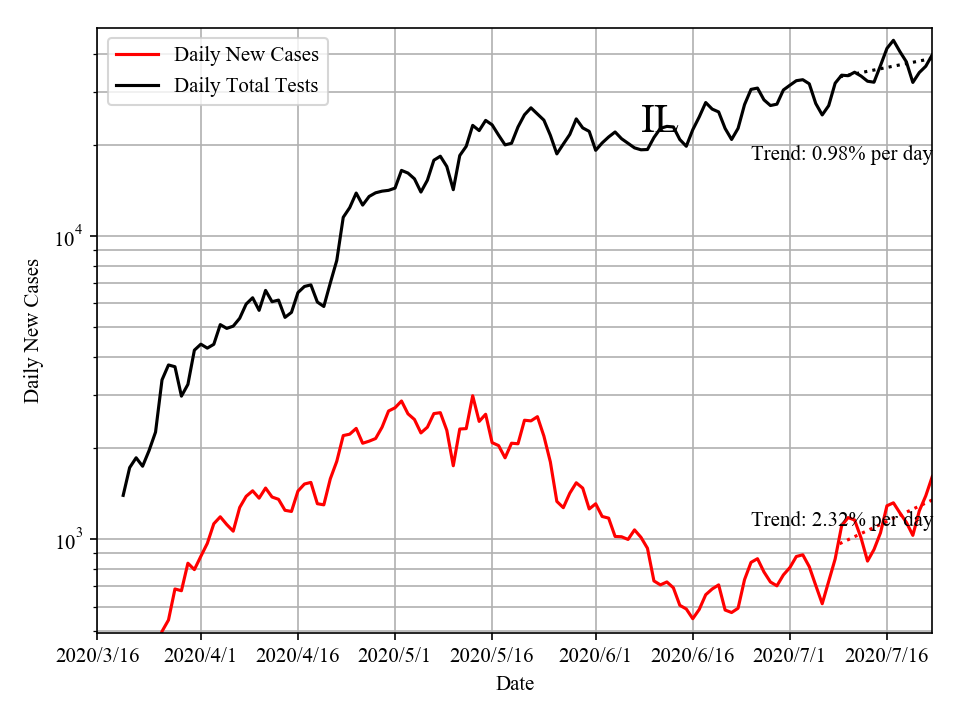 Daily New Cases
Daily Total Tests
IL
Trend: 0.98% per day
Trend: 2.32% per day
10^4
10^3
Daily New Cases
2020/3/16 2020/4/1 2020/4/16 2020/5/1 2020/5/16 2020/6/1 2020/6/16 2020/7/1 2020/7/16
Date